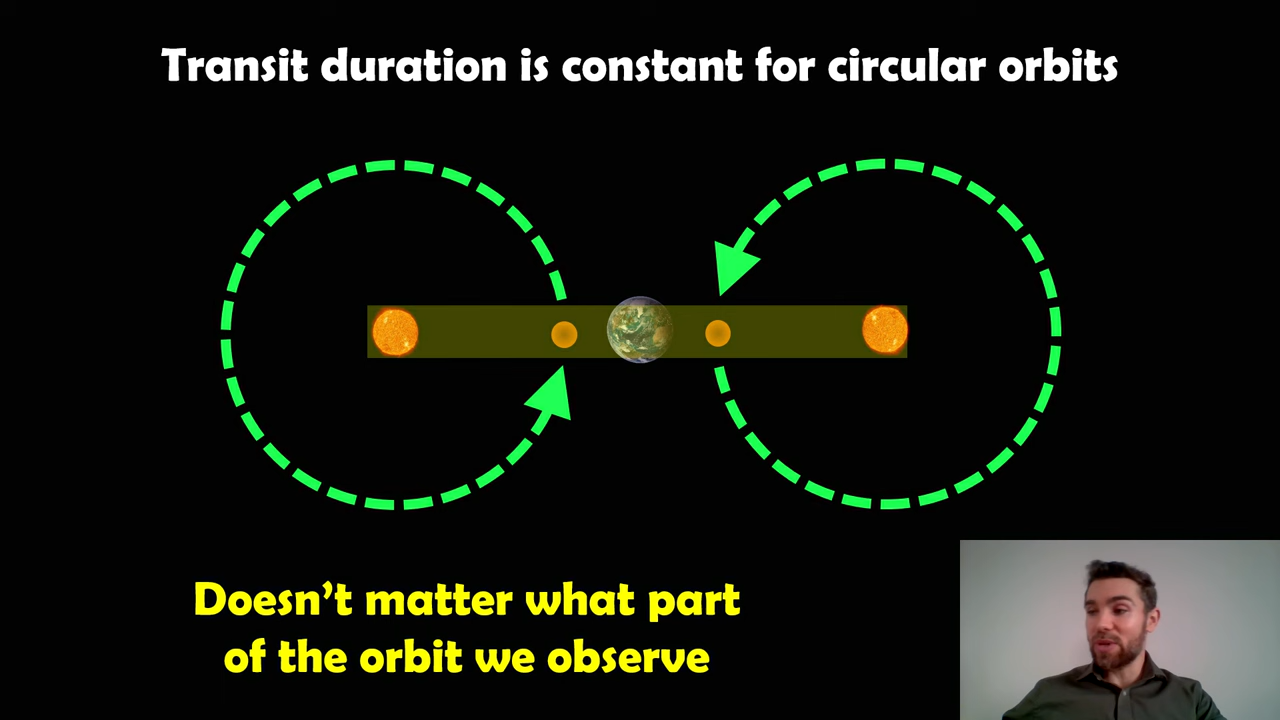 Transit duration is constant for circular orbits
Doesn't matter what part
of the orbit we observe